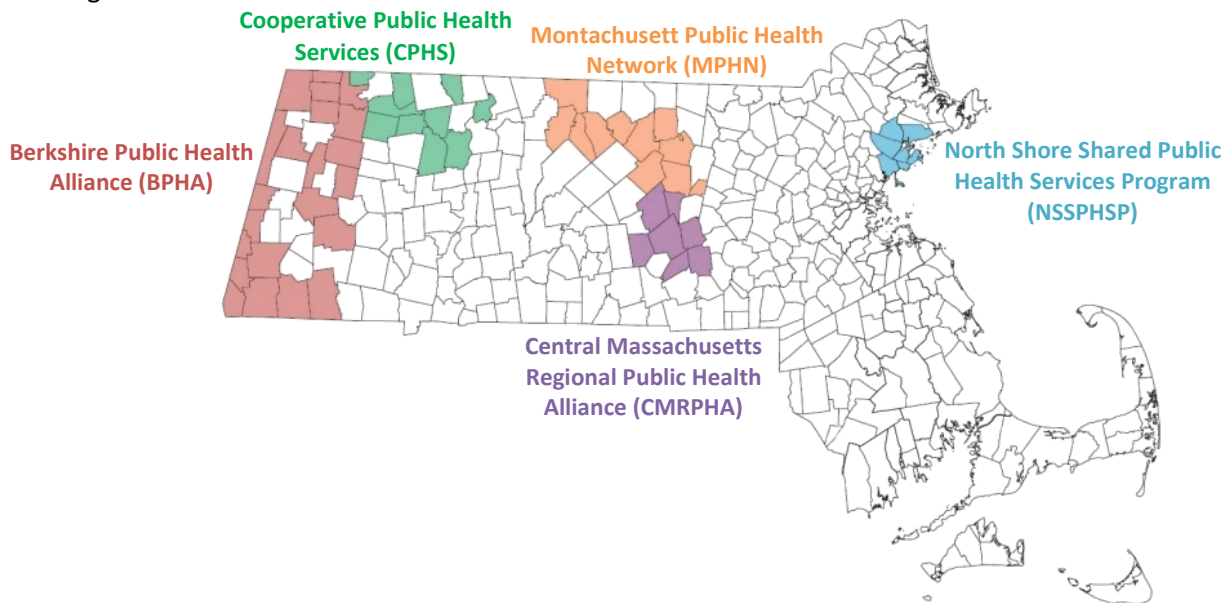 Cooperative Public Health
Services (CPHS)
Montachusett Public Health
Network (MPHN)
Berkshire Public Health
Alliance (BPHA)
North Shore Shared Public
Health Services Program
(NSSPHSP)
Central Massachusetts
Regional Public Health
Alliance (CMRPHA)